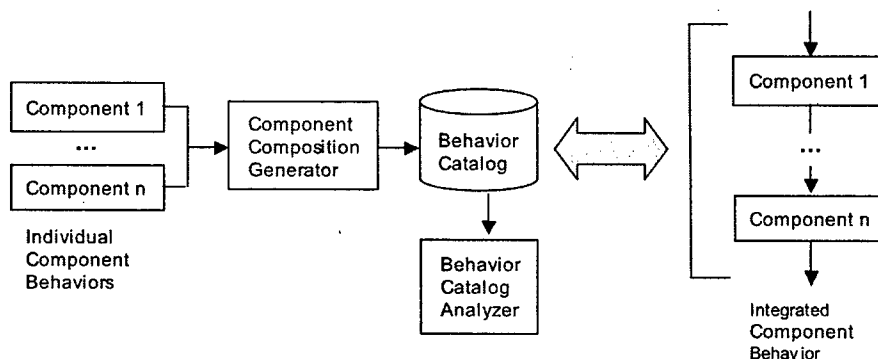 Component 1
...
Component n
Individual
Component
Behaviors
Component
Composition
Generator
Behavior
Catalog
Behavior
Catalog
Analyzer
Component 1
...
Component n
Integrated
Component
Behavior